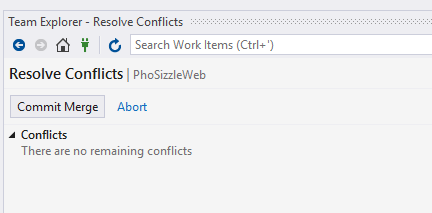 Team Explorer - Resolve Conflicts
Search Work Items (Ctrl+')
Resolve Conflicts | PhoSizzleWeb
Commit Merge Abort
Conflicts
There are no remaining conflicts